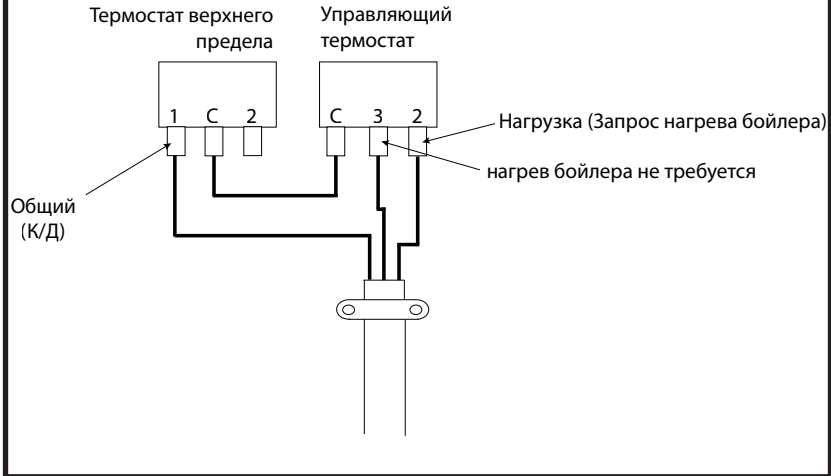 Термостат верхнего
предела
Управляющий
термостат
1 C 2
C 3 2
Нагрузка (Запрос нагрева бойлера)
нагрев бойлера не требуется
Общий
(К/Д)